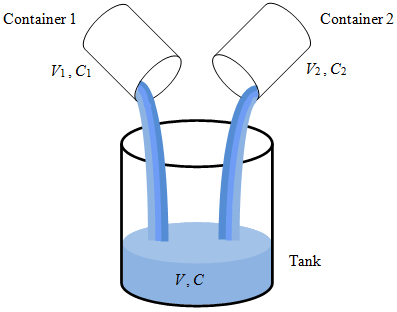 Container 1
Container 2
V1 , C1
V2 , C2
Tank
V , C